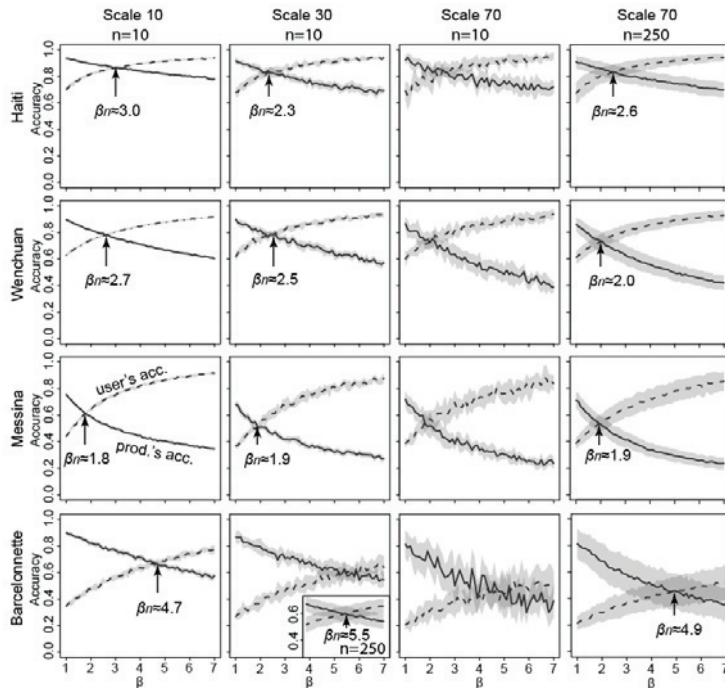 Scale 10 Scale 30 Scale 70 Scale 70
n=10 n=10 n=10 n=250
Haiti
Accuracy
0.0 0.2 0.4 0.6 0.8 1.0
βn≈3.0 βn≈2.3 βn≈2.6
Wenchuan
Accuracy
0.0 0.2 0.4 0.6 0.8 1.0
βn≈2.7 βn≈2.5 βn≈2.0
Messina
Accuracy
0.0 0.2 0.4 0.6 0.8 1.0
user's acc.
prod.'s acc.
βn≈1.8 βn≈1.9 βn≈1.9
Barcelonnette
Accuracy
0.0 0.2 0.4 0.6 0.8 1.0
βn≈4.7
0.4 0.6
βn≈5.5
n=250
βn≈4.9
1 2 3 4 5 6 7 1 2 3 4 5 6 7 1 2 3 4 5 6 7 1 2 3 4 5 6 7
β β β β